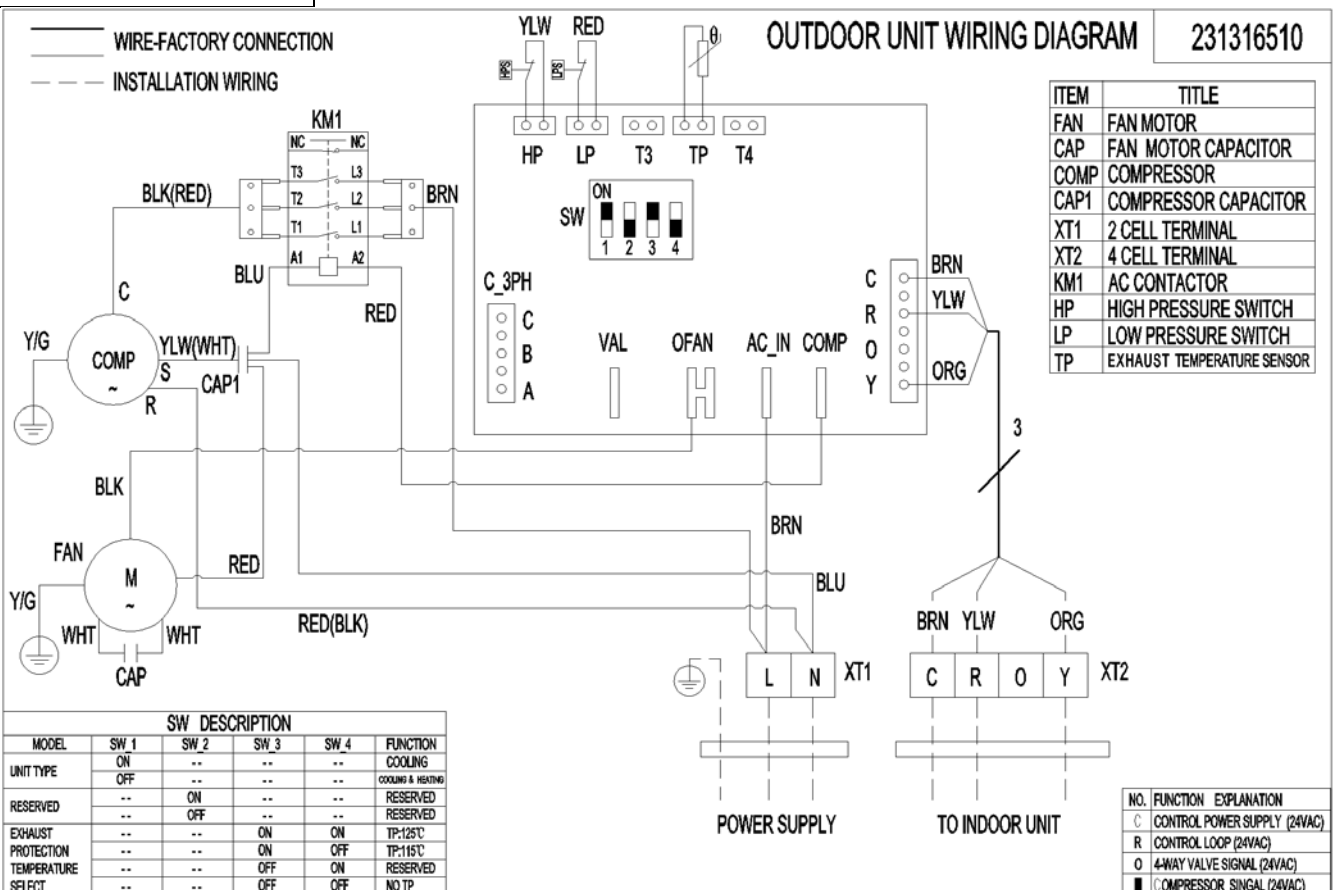 OUTDOOR UNIT WIRING DIAGRAM 231316510
WIRE-FACTORY CONNECTION
INSTALLATION WIRING
YLW RED
θ
HPS LPS
HP LP T3 TP T4
KM1
NC NC
T3 L3
T2 L2
T1 L1
A1 A2
BLK(RED)
BRN
BLU
RED
ON
SW
1 2 3 4
C_3PH
C
B
A
VAL OFAN AC_IN COMP
C
R
O
Y
BRN
YLW
ORG
3
ITEM TITLE
FAN FAN MOTOR
CAP FAN MOTOR CAPACITOR
COMP COMPRESSOR
CAP1 COMPRESSOR CAPACITOR
XT1 2 CELL TERMINAL
XT2 4 CELL TERMINAL
KM1 AC CONTACTOR
HP HIGH PRESSURE SWITCH
LP LOW PRESSURE SWITCH
TP EXHAUST TEMPERATURE SENSOR
C
Y/G
COMP
~
YLW(WHT)
S
CAP1
R
BLK
FAN
M
~
RED
Y/G
WHT WHT
CAP
RED(BLK)
BRN
BLU
L N XT1
POWER SUPPLY
BRN YLW ORG
C R O Y XT2
TO INDOOR UNIT
SW DESCRIPTION
MODEL SW_1 SW_2 SW_3 SW_4 FUNCTION
UNIT TYPE ON -- -- -- COOLING
OFF -- -- -- COOLING & HEATING
RESERVED -- ON -- -- RESERVED
-- OFF -- -- RESERVED
EXHAUST -- -- ON ON TP:125℃
PROTECTION -- -- ON OFF TP:115℃
TEMPERATURE -- -- OFF ON RESERVED
SELECT -- -- OFF OFF NO TP
NO. FUNCTION EXPLANATION
C CONTROL POWER SUPPLY (24VAC)
R CONTROL LOOP (24VAC)
O 4-WAY VALVE SIGNAL (24VAC)
COMPRESSOR SINGAL (24VAC)